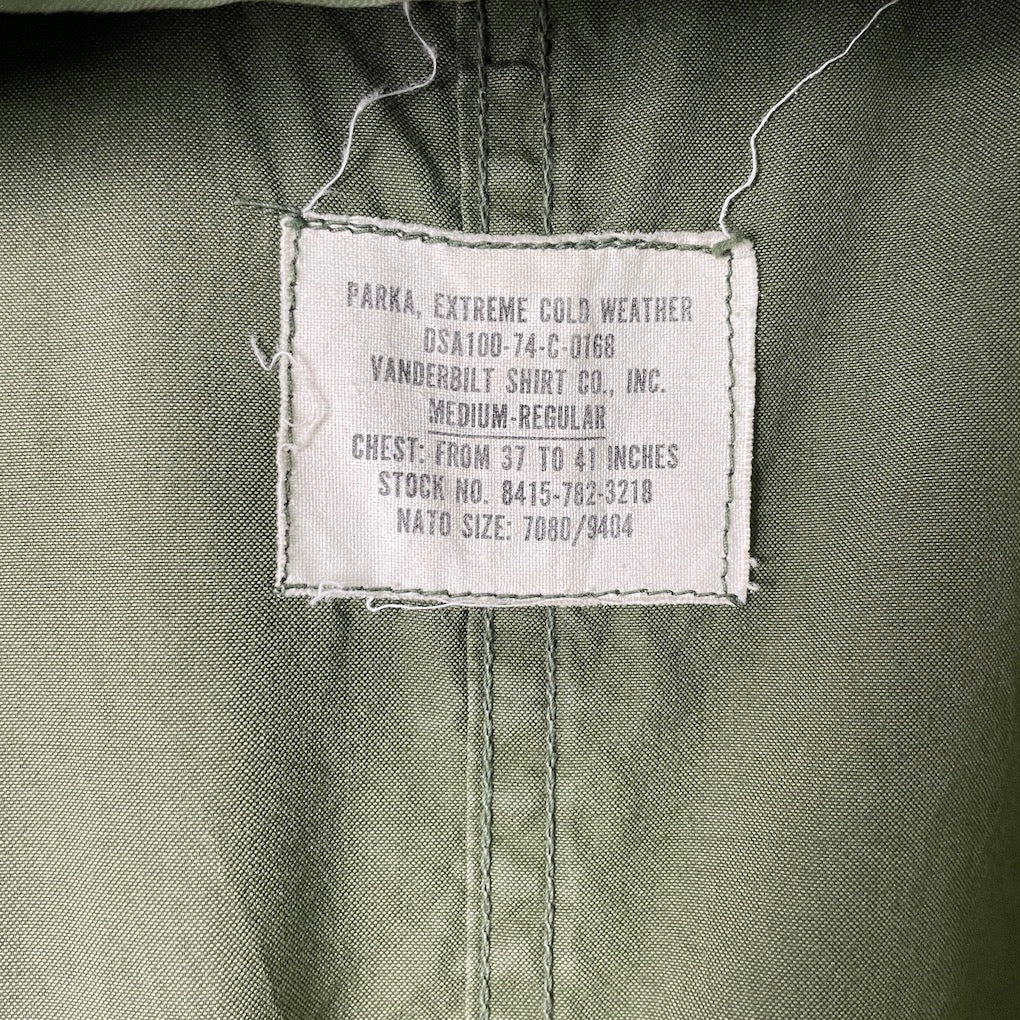 PARKA, EXTREME COLD WEATHER
DSA100-74-C-0168
VANDERBILT SHIRT CO., INC.
MEDIUM-REGULAR
CHEST: FROM 37 TO 41 INCHES
STOCK NO. 8415-782-3218
NATO SIZE: 7080/9404